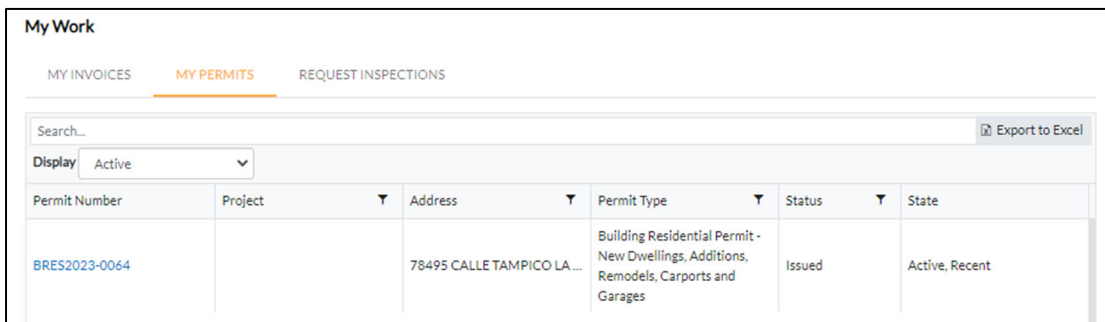 My Work
MY INVOICES MY PERMITS REQUEST INSPECTIONS
Search... Export to Excel
Display Active
Permit Number Project Address Permit Type Status State
BRES2023-0064 78495 CALLE TAMPICO LA ... Building Residential Permit - Issued Active, Recent
New Dwellings, Additions,
Remodels, Carports and
Garages